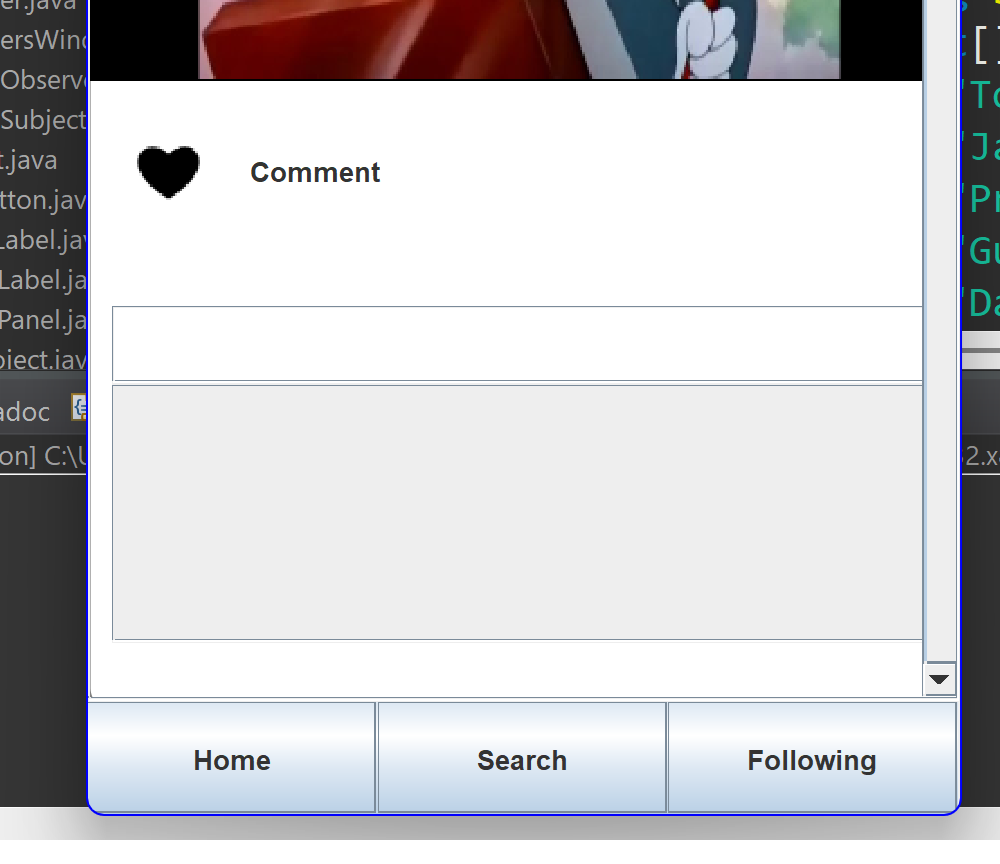 er.java
ersWind
Observe
Subject
t.java
tton.jav
Label.jav
Label.ja
Panel.ja
bject.jav
adoc
on] C:\U
Comment
[]
"To
"Ja
"Pr
"Gu
"Da
2.x
Home
Search
Following